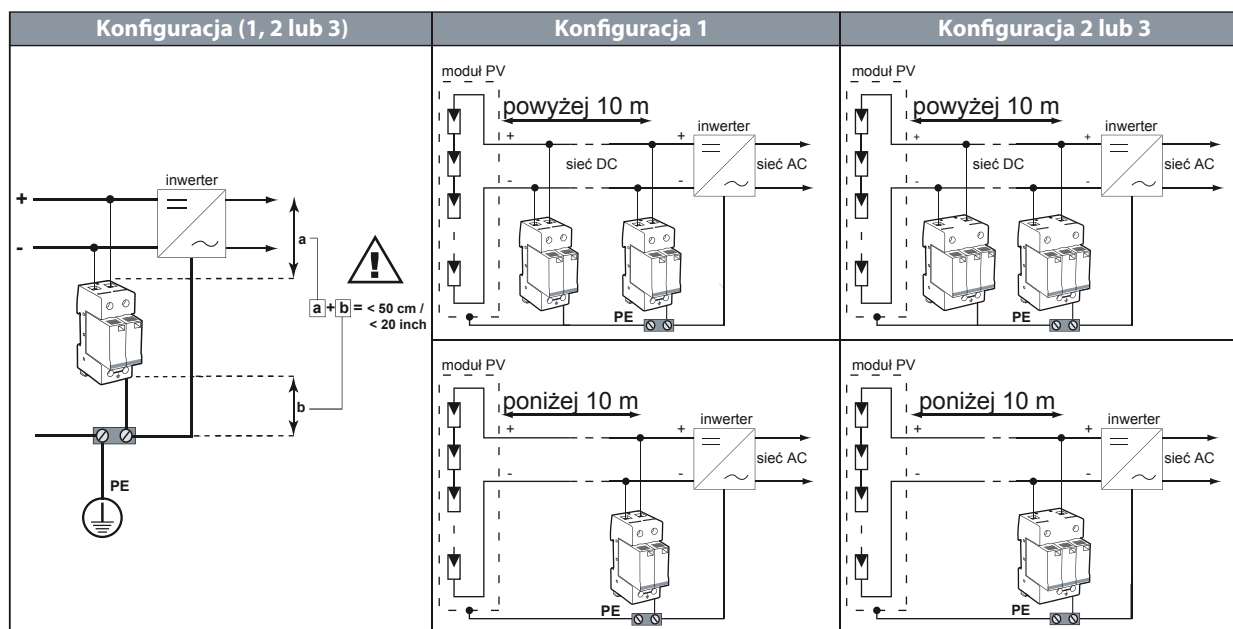 Konfiguracja (1, 2 lub 3)
Konfiguracja 1
Konfiguracja 2 lub 3
inwerter
+
-
a
a + b = < 50 cm /
< 20 inch
b
PE
moduł PV
powyżej 10 m
inwerter
+
+
sieć DC
sieć AC
-
-
PE
moduł PV
powyżej 10 m
inwerter
+
+
sieć DC
sieć AC
-
-
PE
moduł PV
poniżej 10 m
inwerter
+
+
sieć AC
-
-
PE
moduł PV
poniżej 10 m
inwerter
+
+
sieć AC
-
-
PE